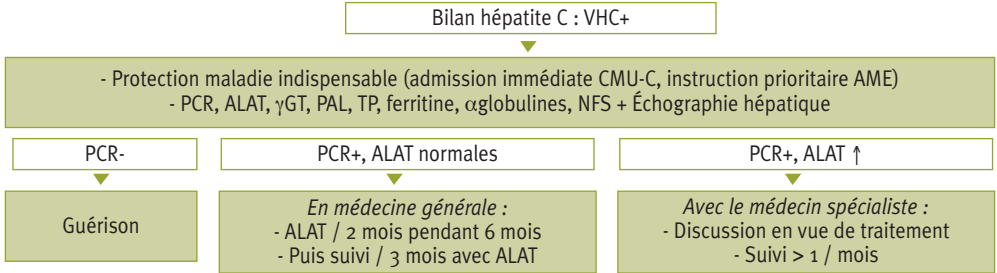 Bilan hépatite C : VHC+
- Protection maladie indispensable (admission immédiate CMU-C, instruction prioritaire AME)
- PCR, ALAT, γGT, PAL, TP, ferritine, αglobulines, NFS + Échographie hépatique
PCR-
Guérison
PCR+, ALAT normales
En médecine générale :
- ALAT / 2 mois pendant 6 mois
- Puis suivi / 3 mois avec ALAT
PCR+, ALAT ↑
Avec le médecin spécialiste :
- Discussion en vue de traitement
- Suivi > 1 / mois